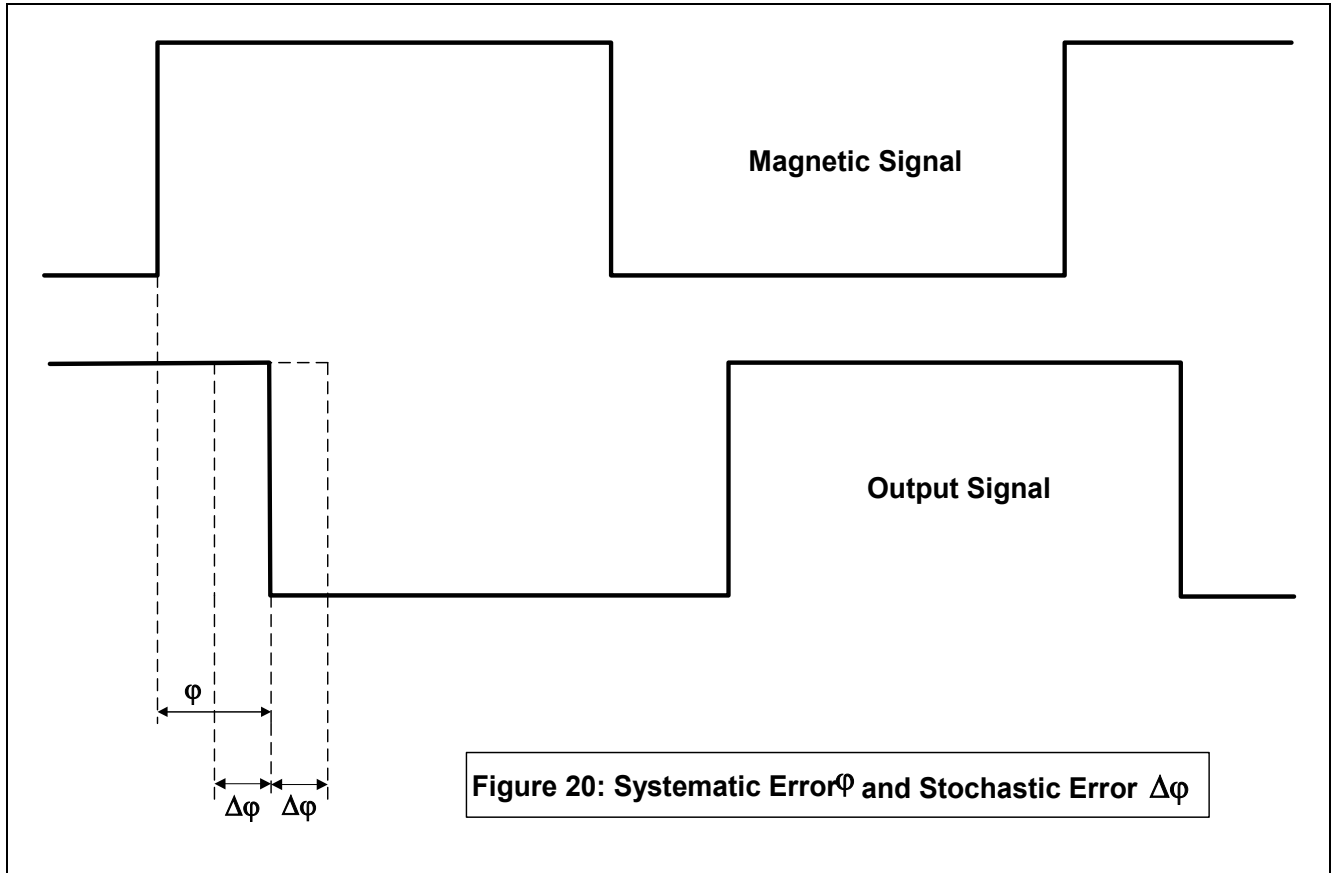 Magnetic Signal
Output Signal
φ
Δφ Δφ
Figure 20: Systematic Errorφ and Stochastic Error Δφ